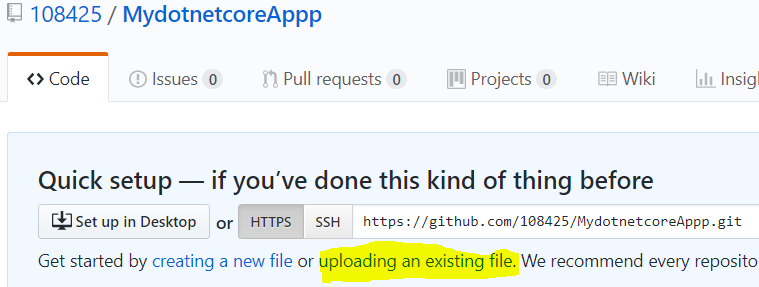 108425 / MydotnetcoreAppp
Code Issues 0 Pull requests 0 Projects 0 Wiki Insig
Quick setup — if you’ve done this kind of thing before
Set up in Desktop or HTTPS SSH https://github.com/108425/MydotnetcoreAppp.git
Get started by creating a new file or uploading an existing file. We recommend every reposito